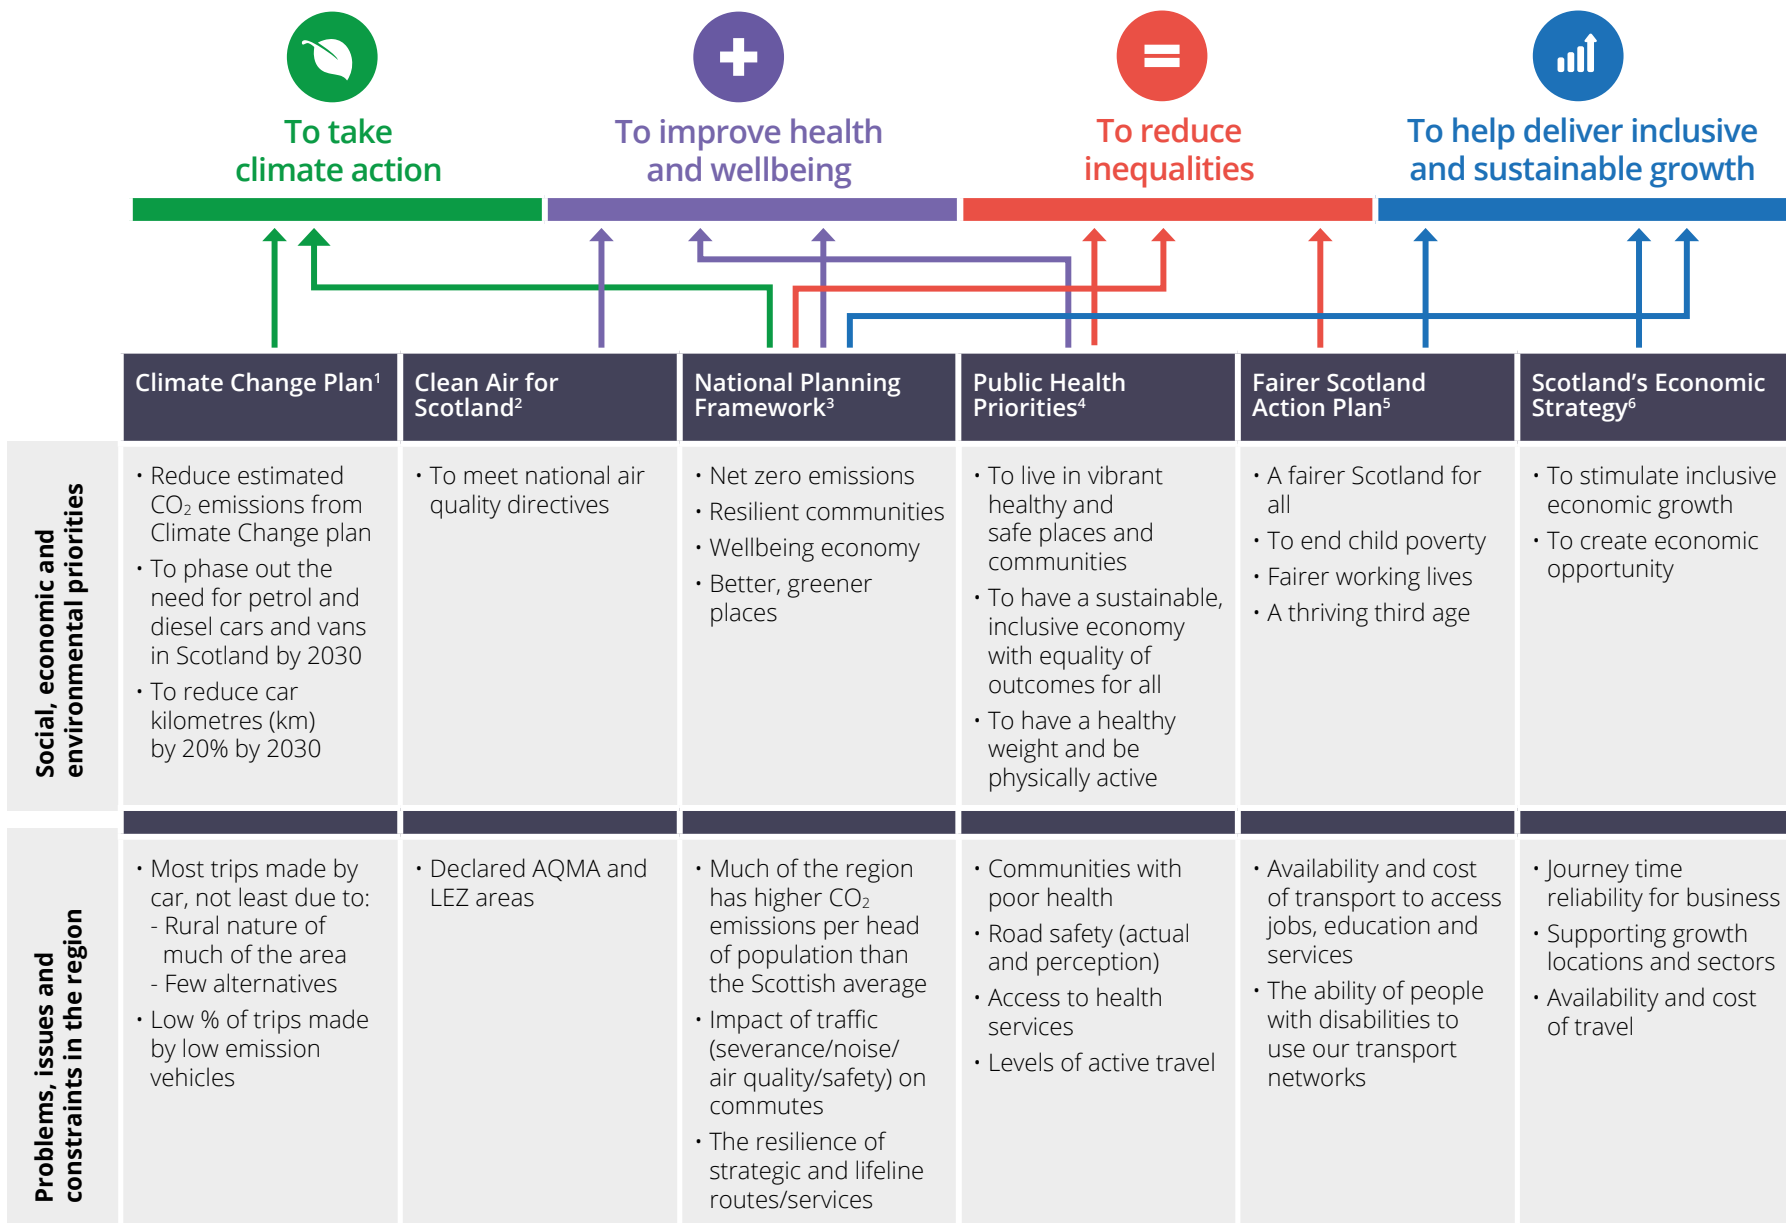 To take
climate action
To improve health
and wellbeing
To reduce
inequalities
To help deliver inclusive
and sustainable growth
Climate Change Plan¹
Clean Air for
Scotland²
National Planning
Framework³
Public Health
Priorities⁴
Fairer Scotland
Action Plan⁵
Scotland's Economic
Strategy⁶
Social, economic and
environmental priorities
• Reduce estimated
CO₂ emissions from
Climate Change plan
• To phase out the
need for petrol and
diesel cars and vans
in Scotland by 2030
• To reduce car
kilometres (km)
by 20% by 2030
• To meet national air
quality directives
• Net zero emissions
• Resilient communities
• Wellbeing economy
• Better, greener
places
• To live in vibrant
healthy and
safe places and
communities
• To have a sustainable,
inclusive economy
with equality of
outcomes for all
• To have a healthy
weight and be
physically active
• A fairer Scotland for
all
• To end child poverty
• Fairer working lives
• A thriving third age
• To stimulate inclusive
economic growth
• To create economic
opportunity
Problems, issues and
constraints in the region
• Most trips made by
car, not least due to:
- Rural nature of
much of the area
- Few alternatives
• Low % of trips made
by low emission
vehicles
• Declared AQMA and
LEZ areas
• Much of the region
has higher CO₂
emissions per head
of population than
the Scottish average
• Impact of traffic
(severance/noise/
air quality/safety) on
commutes
• The resilience of
strategic and lifeline
routes/services
• Communities with
poor health
• Road safety (actual
and perception)
• Access to health
services
• Levels of active travel
• Availability and cost
of transport to access
jobs, education and
services
• The ability of people
with disabilities to
use our transport
networks
• Journey time
reliability for business
• Supporting growth
locations and sectors
• Availability and cost
of travel